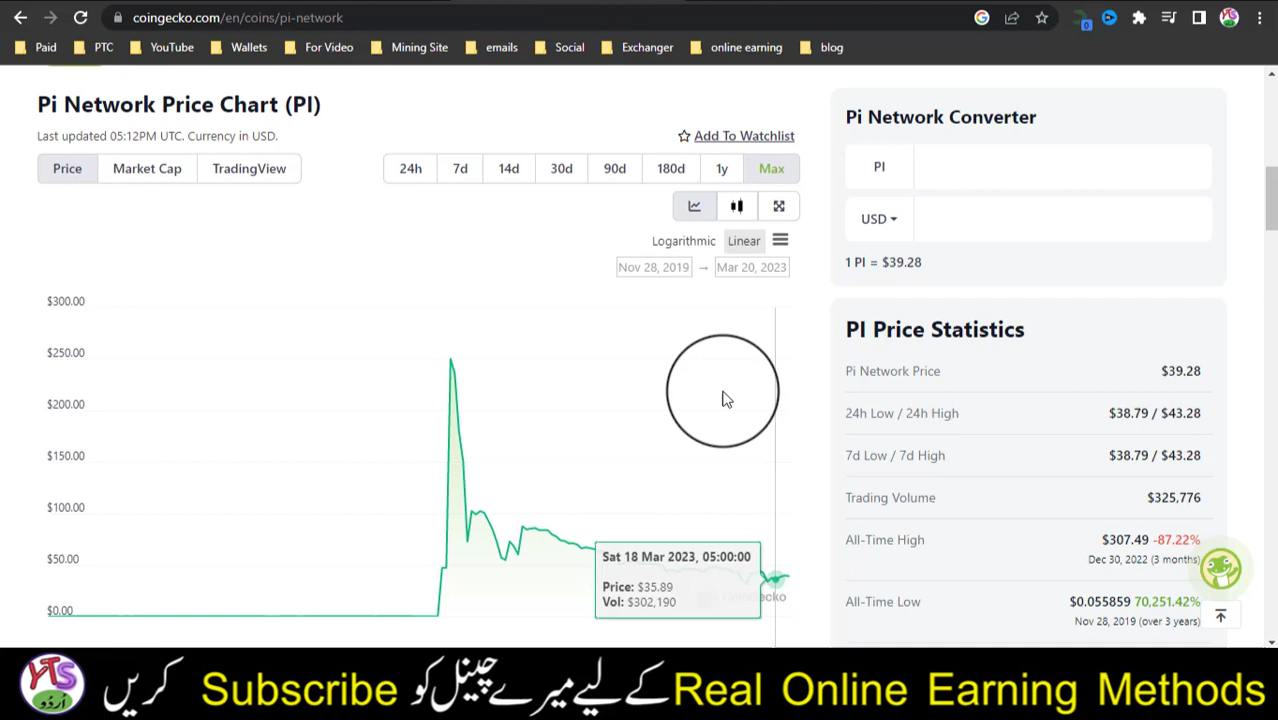 coingecko.com/en/coins/pi-network
0
Paid PTC YouTube Wallets For Video Mining Site emails Social Exchanger online earning blog
Pi Network Price Chart (PI)
Last updated 05:12PM UTC. Currency in USD.
Add To Watchlist
Price Market Cap TradingView
24h 7d 14d 30d 90d 180d 1y Max
Logarithmic Linear
Nov 28, 2019 → Mar 20, 2023
$300.00
$250.00
$200.00
$150.00
$100.00
$50.00
$0.00
Sat 18 Mar 2023, 05:00:00
Price: $35.89
Vol: $302,190
Pi Network Converter
PI
USD
1 PI = $39.28
PI Price Statistics
Pi Network Price $39.28
24h Low / 24h High $38.79 / $43.28
7d Low / 7d High $38.79 / $43.28
Trading Volume $325,776
All-Time High $307.49 -87.22%
Dec 30, 2022 (3 months)
All-Time Low $0.055859 70,251.42%
Nov 28, 2019 (over 3 years)
YTS اردو
Real Online Earning Methods کے لیے میرے چینل کو Subscribe کریں